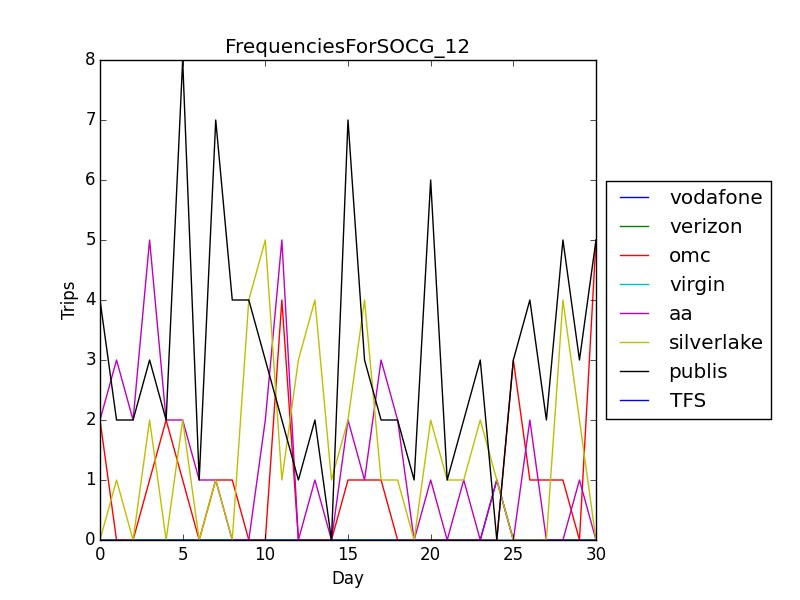 FrequenciesForSOCG_12
8
7
6
5
4
3
2
1
0
Trips
0 5 10 15 20 25 30
Day
vodafone
verizon
omc
virgin
aa
silverlake
publis
TFS